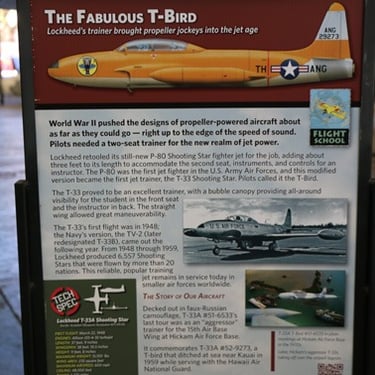 THE FABULOUS T-BIRD
Lockheed's trainer brought propeller jockeys into the jet age
ANG
29273
TH
ANG
World War II pushed the designs of propeller-powered aircraft about
as far as they could go — right up to the edge of the speed of sound.
Pilots needed a two-seat trainer for the new realm of jet power.
FLIGHT
SCHOOL
Lockheed retooled its still-new P-80 Shooting Star fighter jet for the job, adding about
three feet to its length to accommodate the second seat, instruments, and controls for an
instructor. The P-80 was the first jet fighter in the U.S. Army Air Forces, and this modified
version became the first jet trainer, the T-33 Shooting Star. Pilots called it the T-Bird.
The T-33 proved to be an excellent trainer, with a bubble canopy providing all-around
visibility for the student in the front seat
and the instructor in back. The straight
wing allowed great maneuverability.
The T-33's first flight was in 1948;
the Navy's version, the TV-2 (later
redesignated T-33B), came out the
following year. From 1948 through 1959,
Lockheed produced 6,557 Shooting
Stars that were flown by more than 20
nations. This reliable, popular training
jet remains in service today in
smaller air forces worldwide.
U.S. AIR FORCE
THE STORY OF OUR AIRCRAFT
Decked out in faux-Russian
camouflage, T-33A #51-6533's
last tour was as an "aggressor"
trainer for the 15th Air Base
Wing at Hickam Air Force Base.
It commemorates T-33A #52-9273, a
T-bird that ditched at sea near Kauai in
1959 while serving with the Hawaii Air
National Guard.
TECH
SPEC
Lockheed T-33A Shooting Star